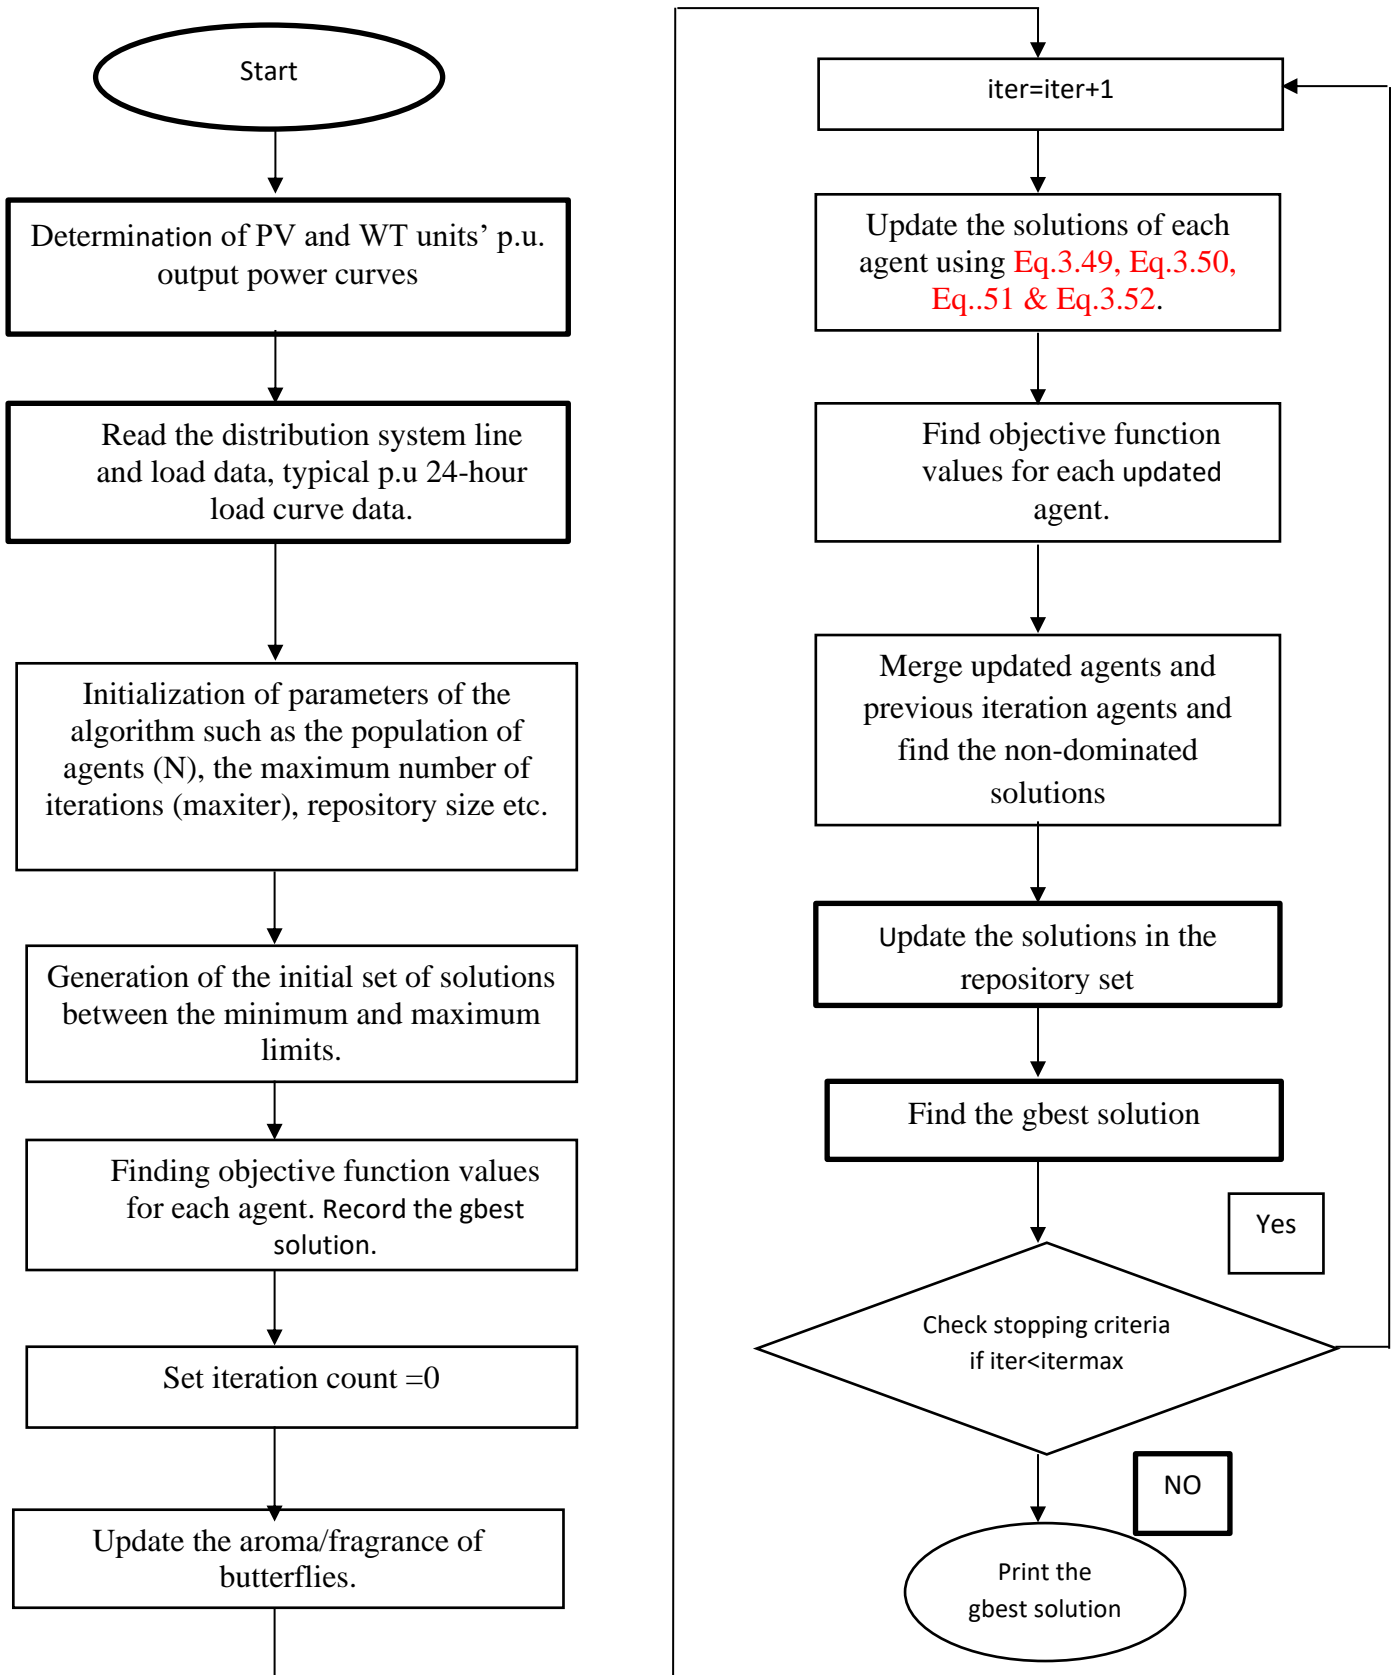 Start
Determination of PV and WT units’ p.u.
output power curves
Read the distribution system line
and load data, typical p.u 24-hour
load curve data.
Initialization of parameters of the
algorithm such as the population of
agents (N), the maximum number of
iterations (maxiter), repository size etc.
Generation of the initial set of solutions
between the minimum and maximum
limits.
Finding objective function values
for each agent. Record the gbest
solution.
Set iteration count =0
Update the aroma/fragrance of
butterflies.
iter=iter+1
Update the solutions of each
agent using Eq.3.49, Eq.3.50,
Eq..51 & Eq.3.52.
Find objective function
values for each updated
agent.
Merge updated agents and
previous iteration agents and
find the non-dominated
solutions
Update the solutions in the
repository set
Find the gbest solution
Yes
Check stopping criteria
if iter<itermax
NO
Print the
gbest solution